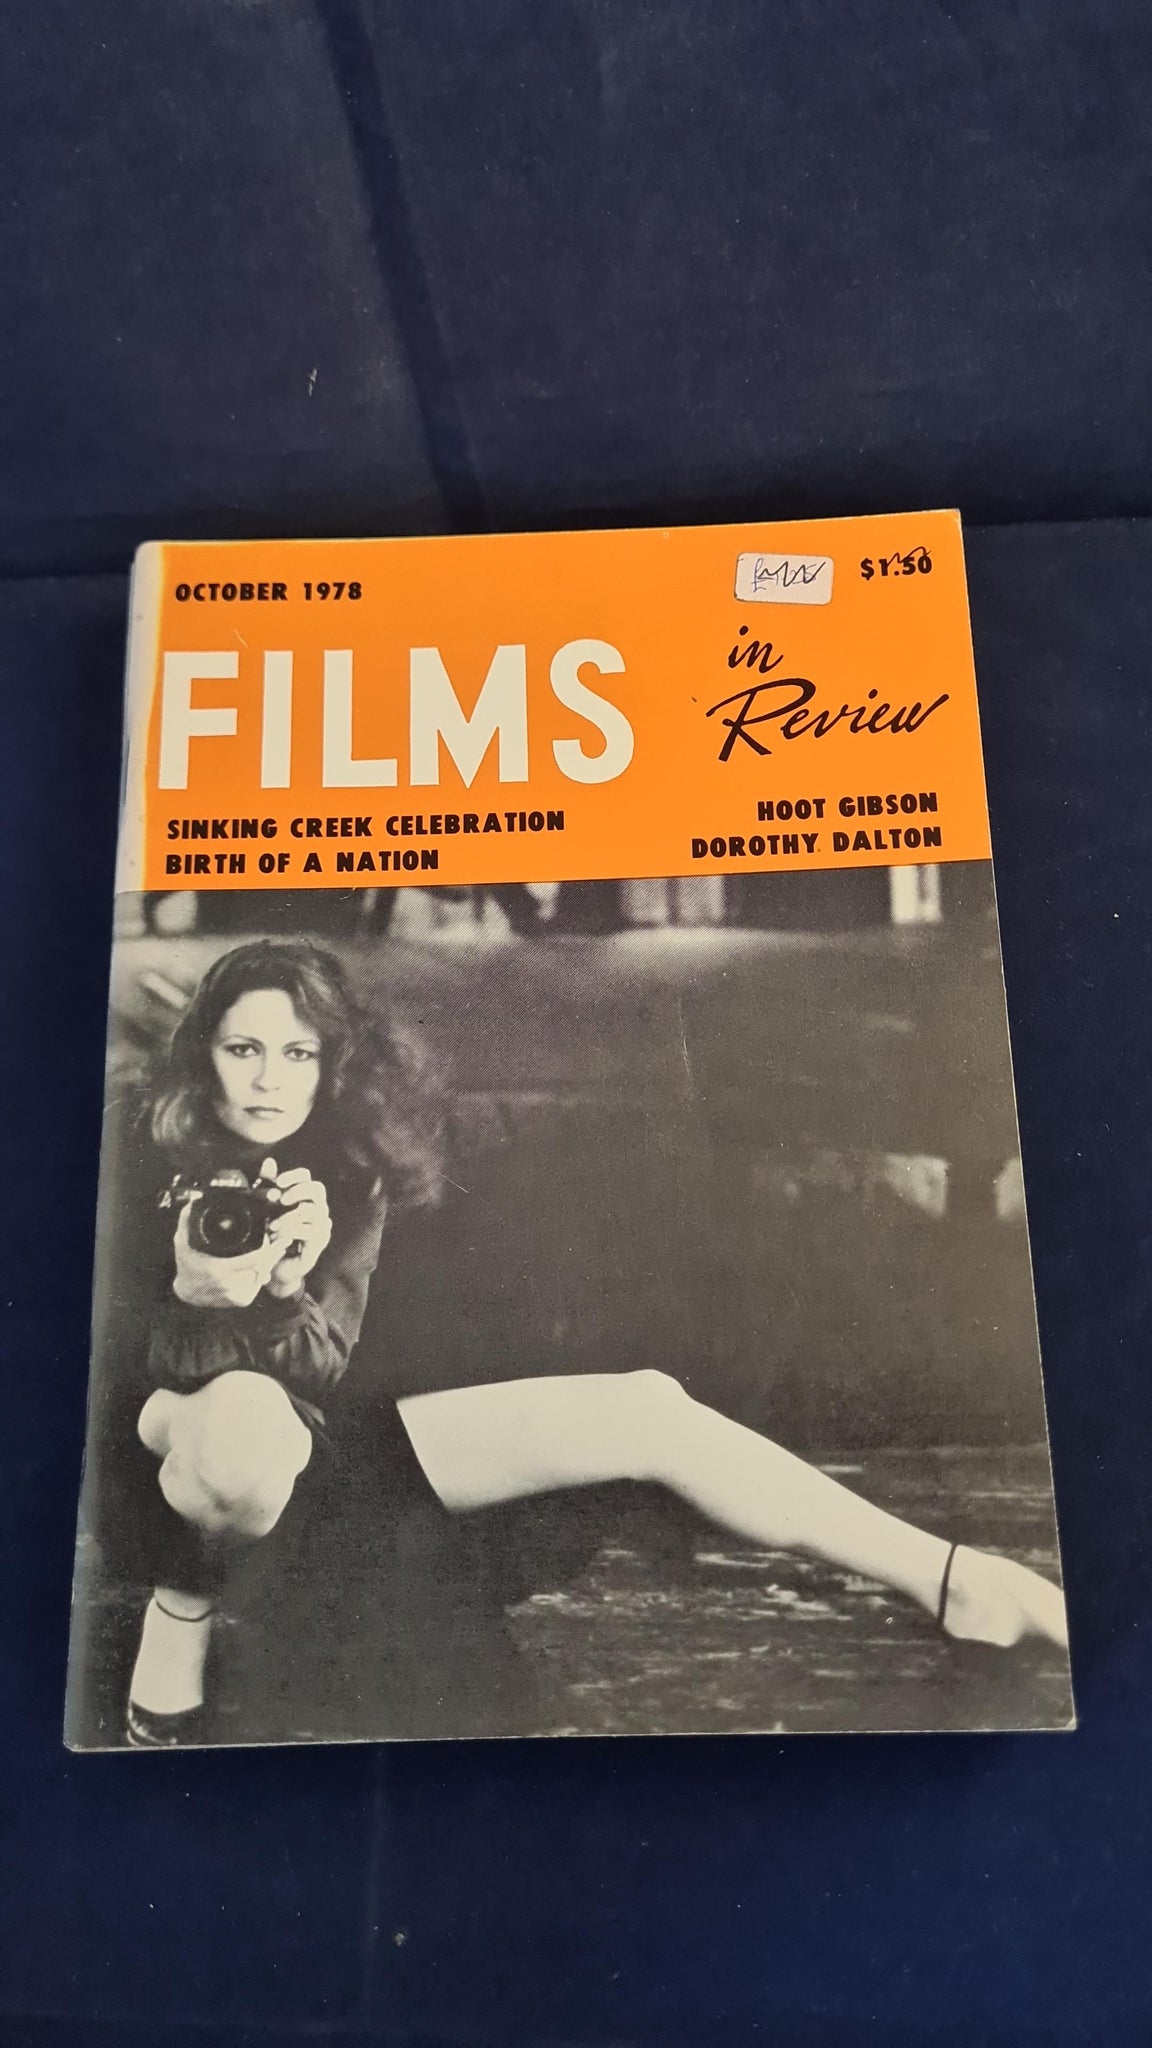 OCTOBER 1978
$1.50
FILMS
in
Review
SINKING CREEK CELEBRATION
BIRTH OF A NATION
HOOT GIBSON
DOROTHY DALTON